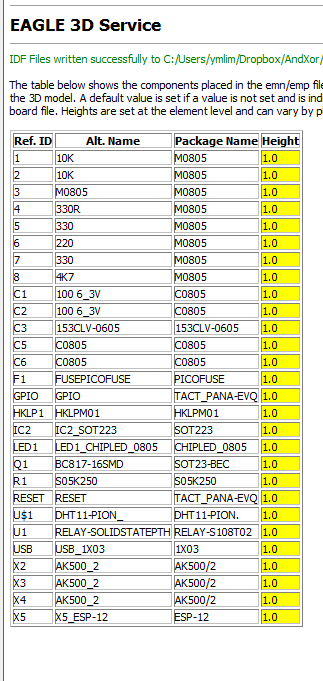 EAGLE 3D Service
IDF Files written successfully to C:/Users/ymlim/Dropbox/AndXor/
The table below shows the components placed in the emn/emp file
the 3D model. A default value is set if a value is not set and is ind
board file. Heights are set at the element level and can vary by p
Ref. ID Alt. Name Package Name Height
1 10K M0805 1.0
2 10K M0805 1.0
3 M0805 M0805 1.0
4 330R M0805 1.0
5 330 M0805 1.0
6 220 M0805 1.0
7 330 M0805 1.0
8 4K7 M0805 1.0
C1 100 6_3V C0805 1.0
C2 100 6_3V C0805 1.0
C3 153CLV-0605 153CLV-0605 1.0
C5 C0805 C0805 1.0
C6 C0805 C0805 1.0
F1 FUSEPICOFUSE PICOFUSE 1.0
GPIO GPIO TACT_PANA-EVQ 1.0
HKLP1 HKLPM01 HKLPM01 1.0
IC2 IC2_SOT223 SOT223 1.0
LED1 LED1_CHIPLED_0805 CHIPLED_0805 1.0
Q1 BC817-16SMD SOT23-BEC 1.0
R1 S05K250 S05K250 1.0
RESET RESET TACT_PANA-EVQ 1.0
U$1 DHT11-PION_ DHT11-PION. 1.0
U1 RELAY-SOLIDSTATEPTH RELAY-S108T02 1.0
USB USB_1X03 1X03 1.0
X2 AK500_2 AK500/2 1.0
X3 AK500_2 AK500/2 1.0
X4 AK500_2 AK500/2 1.0
X5 X5_ESP-12 ESP-12 1.0